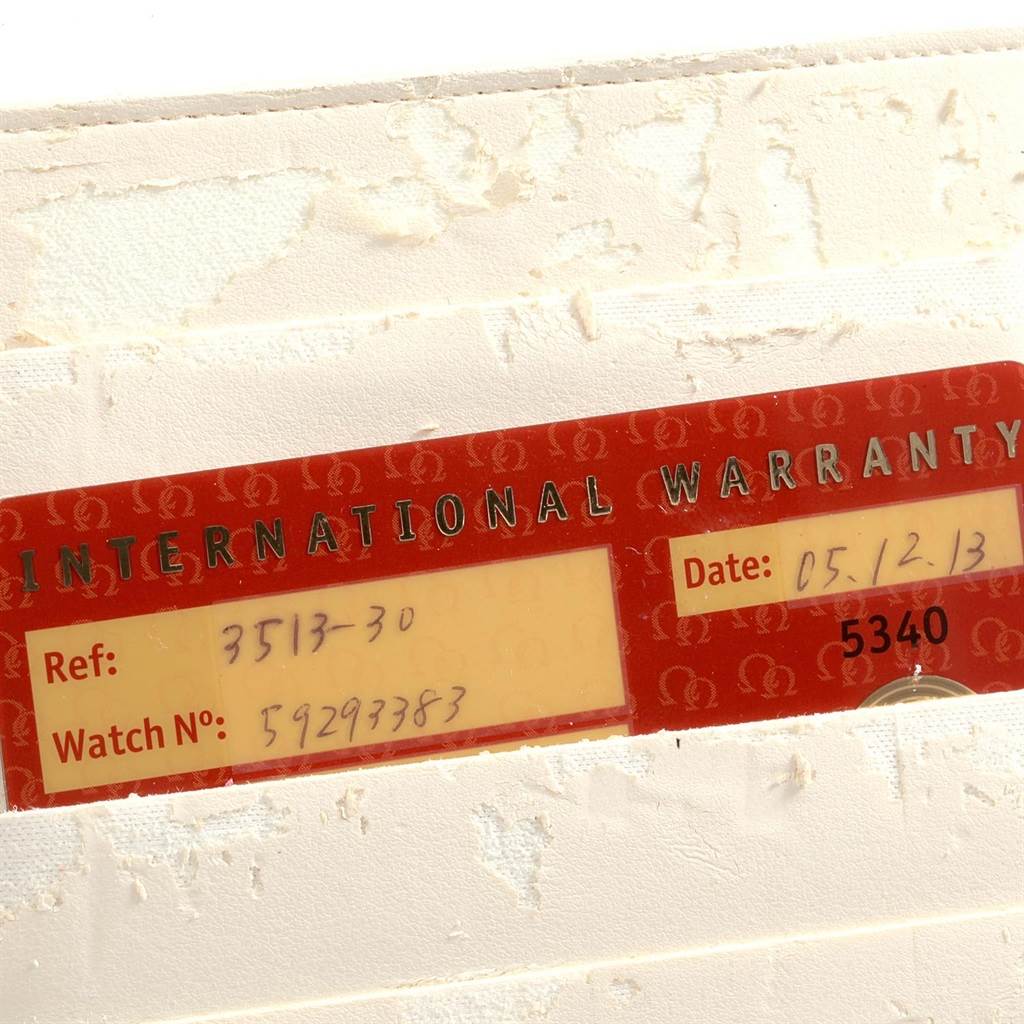 INTERNATIONAL WARRANTY
Ref: 3513-30
Watch Nº: 59293383
Date: 05.12.13
5340